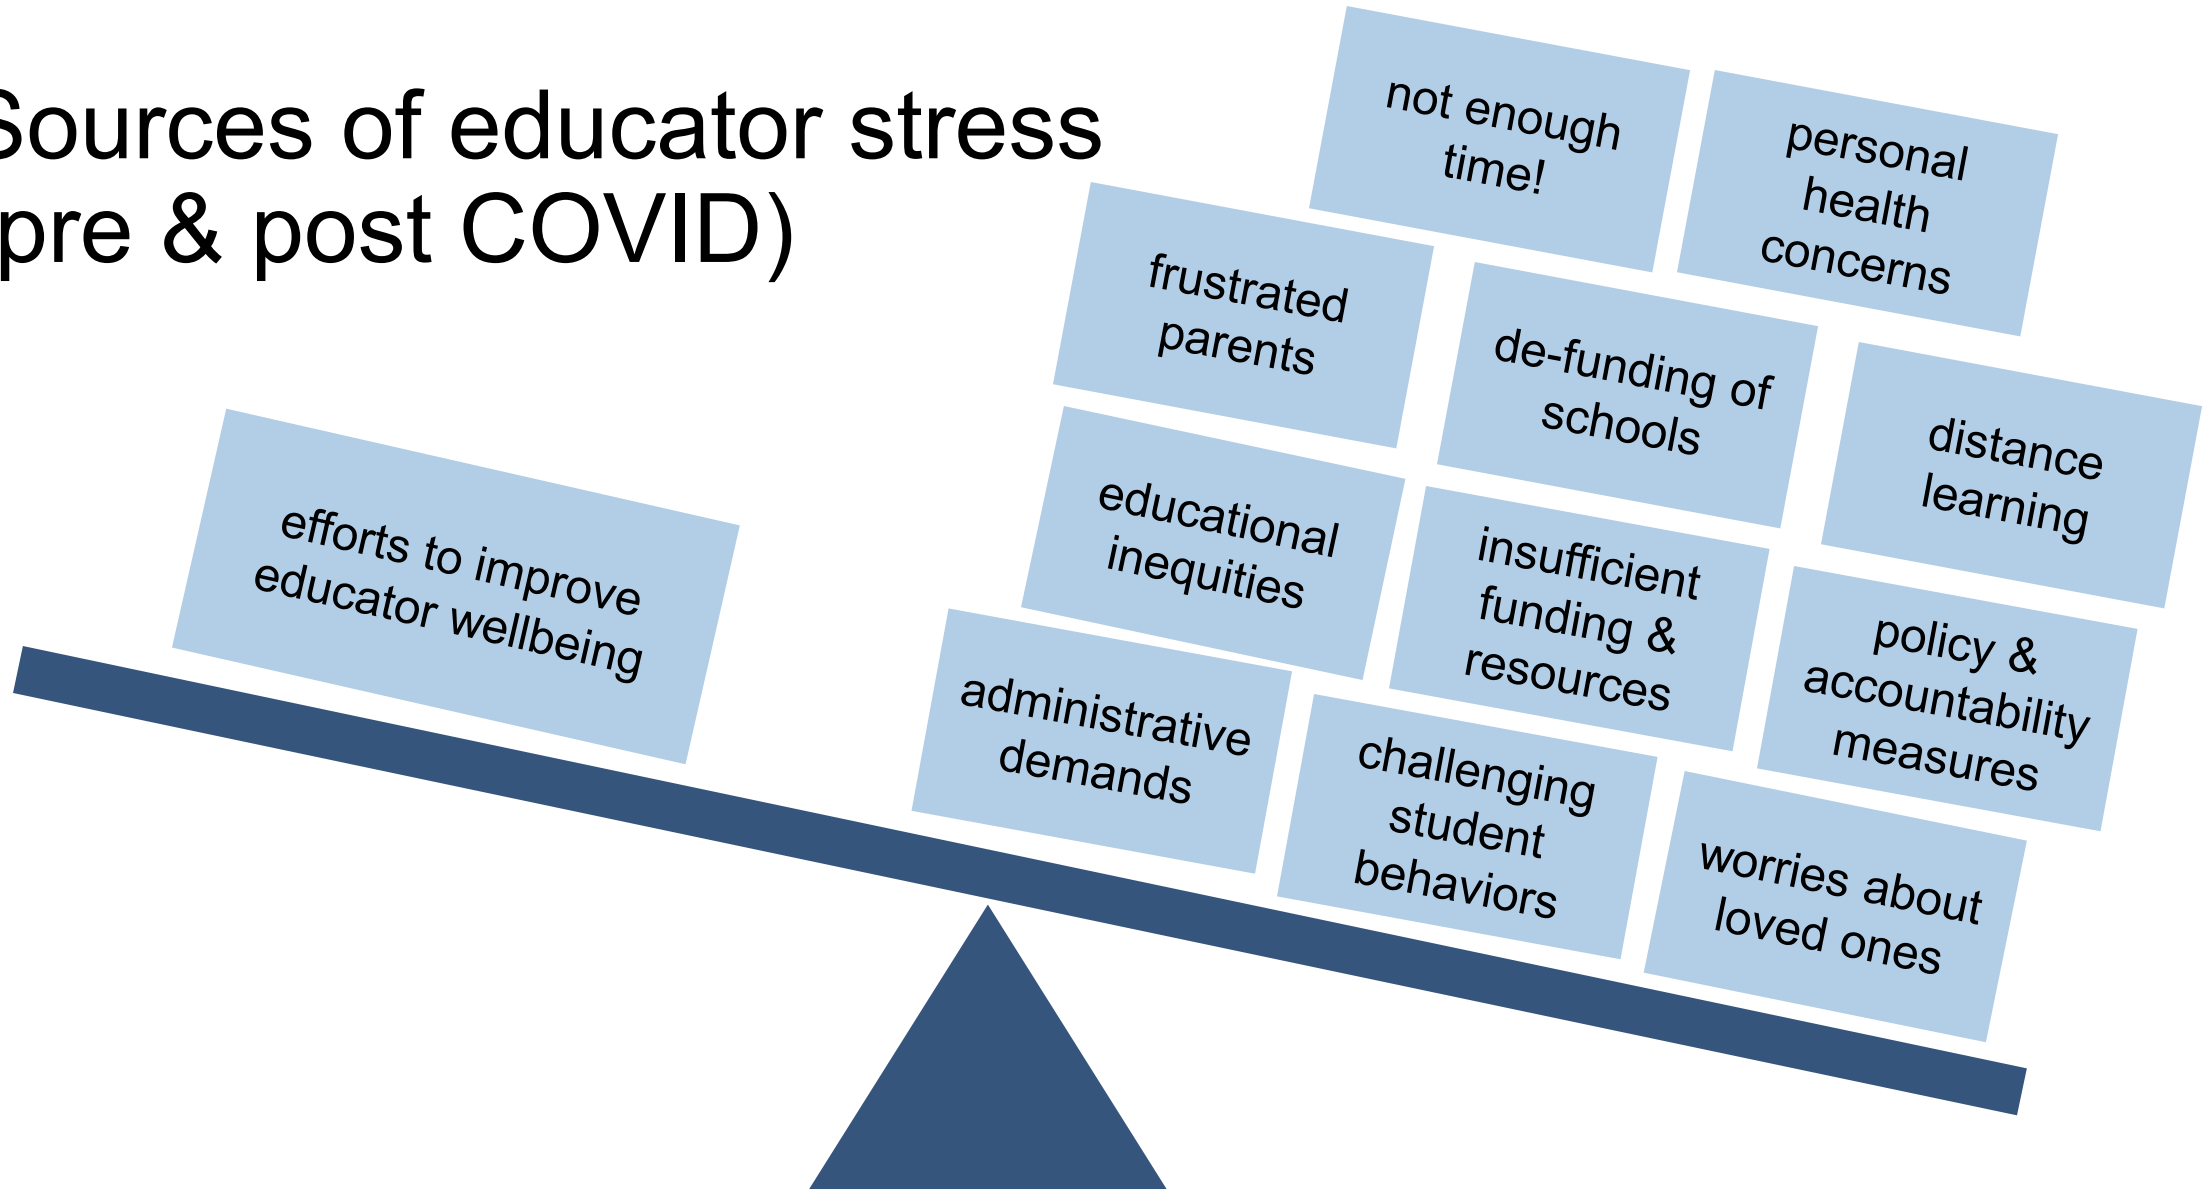 Sources of educator stress
pre & post COVID)
not enough
time!
personal
health
concerns
frustrated
parents
de-funding of
schools
distance
learning
efforts to improve
educator wellbeing
educational
inequities
insufficient
funding &
resources
policy &
accountability
measures
administrative
demands
challenging
student
behaviors
worries about
loved ones